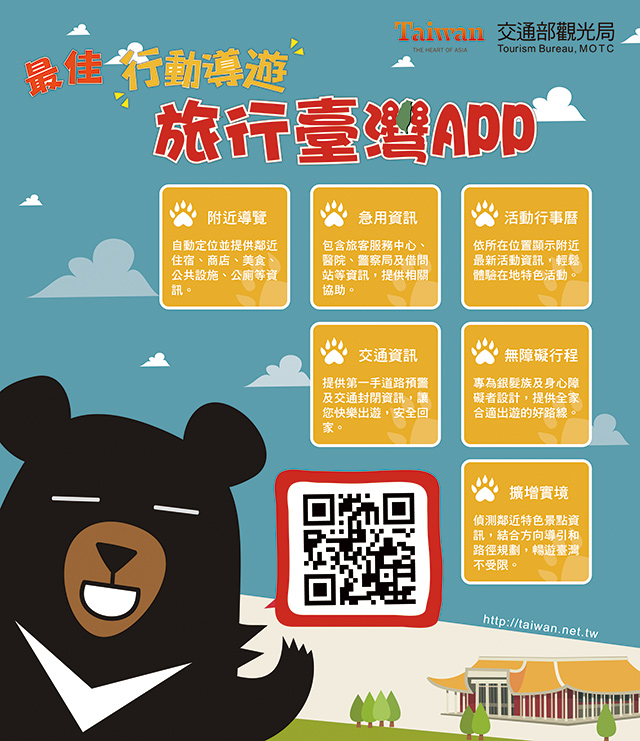 Taiwan
THE HEART OF ASIA
交通部觀光局
Tourism Bureau, MOTC
最佳 行動導遊
旅行臺灣APP
附近導覽
自動定位並提供鄰近
住宿、商店、美食、
公共設施、公廁等資
訊。
急用資訊
包含旅客服務中心、
醫院、警察局及借問
站等資訊，提供相關
協助。
活動行事曆
依所在位置顯示附近
最新活動資訊，輕鬆
體驗在地特色活動。
交通資訊
提供第一手道路預警
及交通封閉資訊，讓
您快樂出遊，安全回
家。
無障礙行程
專為銀髮族及身心障
礙者設計，提供全家
合適出遊的好路線。
擴增實境
偵測鄰近特色景點資
訊，結合方向導引和
路徑規劃，暢遊臺灣
不受限。
http://taiwan.net.tw